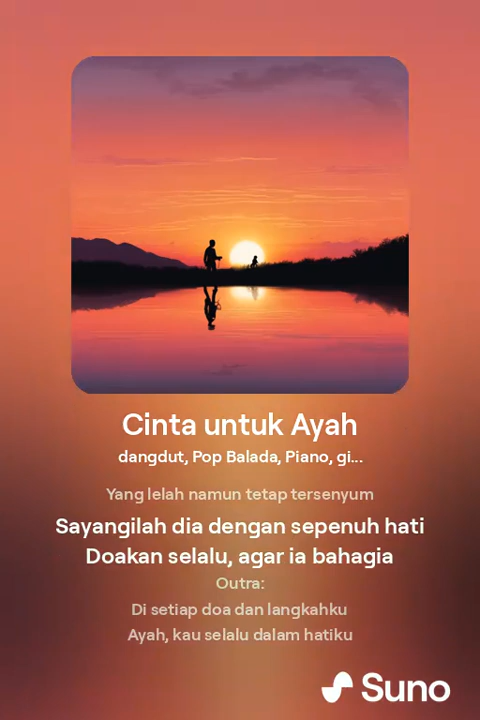 Cinta untuk Ayah
dangdut, Pop Balada, Piano, gi...
Yang lelah namun tetap tersenyum
Sayangilah dia dengan sepenuh hati
Doakan selalu, agar ia bahagia
Outra:
Di setiap doa dan langkahku
Ayah, kau selalu dalam hatiku
Suno